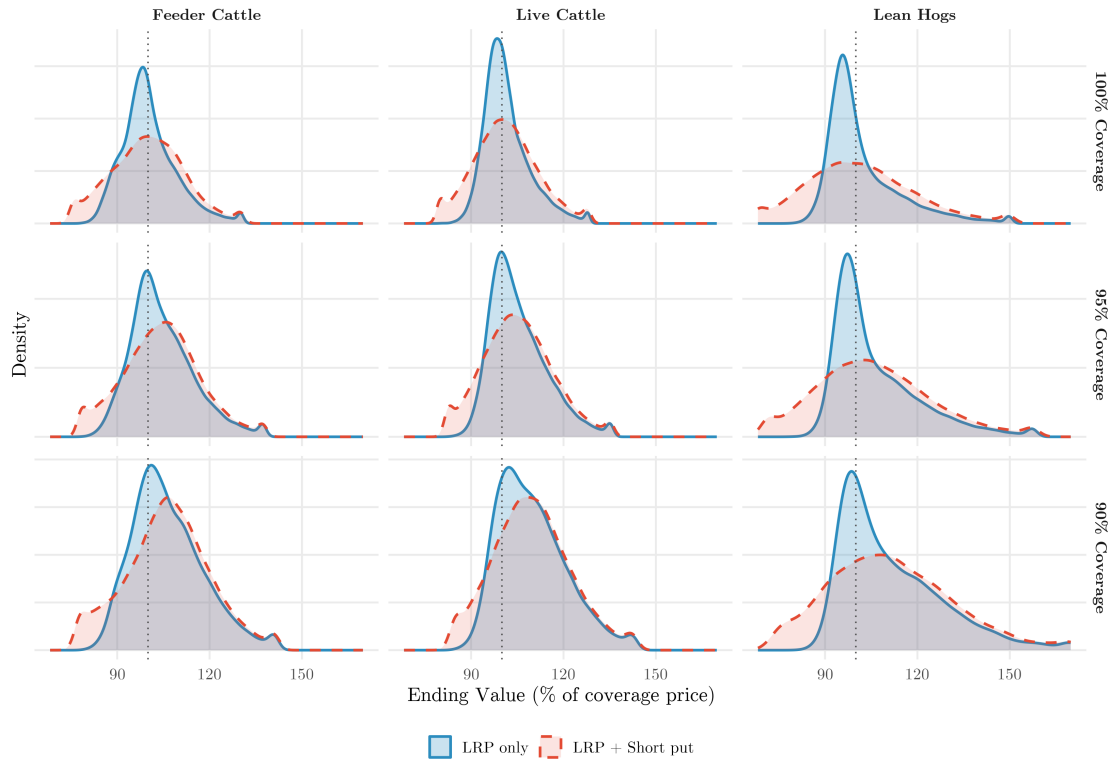 Feeder Cattle
Live Cattle
Lean Hogs
100% Coverage
95% Coverage
90% Coverage
Density
90 120 150
90 120 150
90 120 150
Ending Value (% of coverage price)
LRP only
LRP + Short put